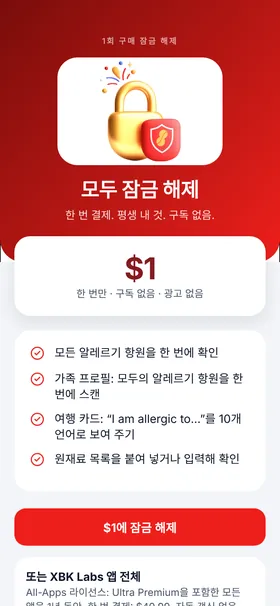 1회 구매 잠금 해제
모두 잠금 해제
한 번 결제. 평생 내 것. 구독 없음.
$1
한 번만 · 구독 없음 · 광고 없음
모든 알레르기 항원을 한 번에 확인
가족 프로필: 모두의 알레르기 항원을 한
번에 스캔
여행 카드: “I am allergic to...”를 10개
언어로 보여 주기
원재료 목록을 붙여 넣거나 입력해 확인
$1에 잠금 해제
또는 XBK Labs 앱 전체
All-Apps 라이선스: Ultra Premium을 포함한 모든